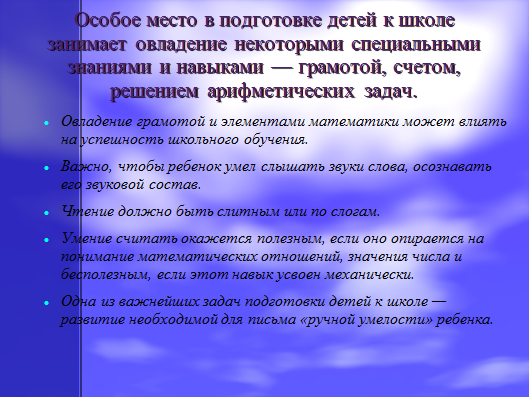 Особое место в подготовке детей к школе
занимает овладение некоторыми специальными
знаниями и навыками — грамотой, счетом,
решением арифметических задач.
Овладение грамотой и элементами математики может влиять
на успешность школьного обучения.
Важно, чтобы ребенок умел слышать звуки слова, осознавать
его звуковой состав.
Чтение должно быть слитным или по слогам.
Умение считать окажется полезным, если оно опирается на
понимание математических отношений, значения числа и
бесполезным, если этот навык усвоен механически.
Одна из важнейших задач подготовки детей к школе —
развитие необходимой для письма «ручной умелости» ребенка.